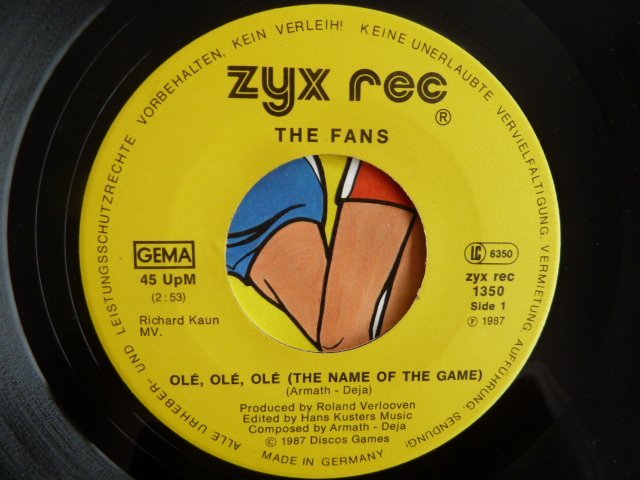 ALLE URHEBER- UND LEISTUNGSSCHUTZRECHTE VORBEHALTEN, KEIN VERLEIH! KEINE UNERLAUBTE VERVIELFÄLTIGUNG, VERMIETUNG, AUFFÜHRUNG, SENDUNG!
zyx rec
®
THE FANS
GEMA
45 UpM
(2:53)
Richard Kaun
MV.
LC 6350
zyx rec
1350
Side 1
℗ 1987
OLÉ, OLÉ, OLÉ (THE NAME OF THE GAME)
(Armath - Deja)
Produced by Roland Verlooven
Edited by Hans Kusters Music
Composed by Armath - Deja
© 1987 Discos Games
MADE IN GERMANY